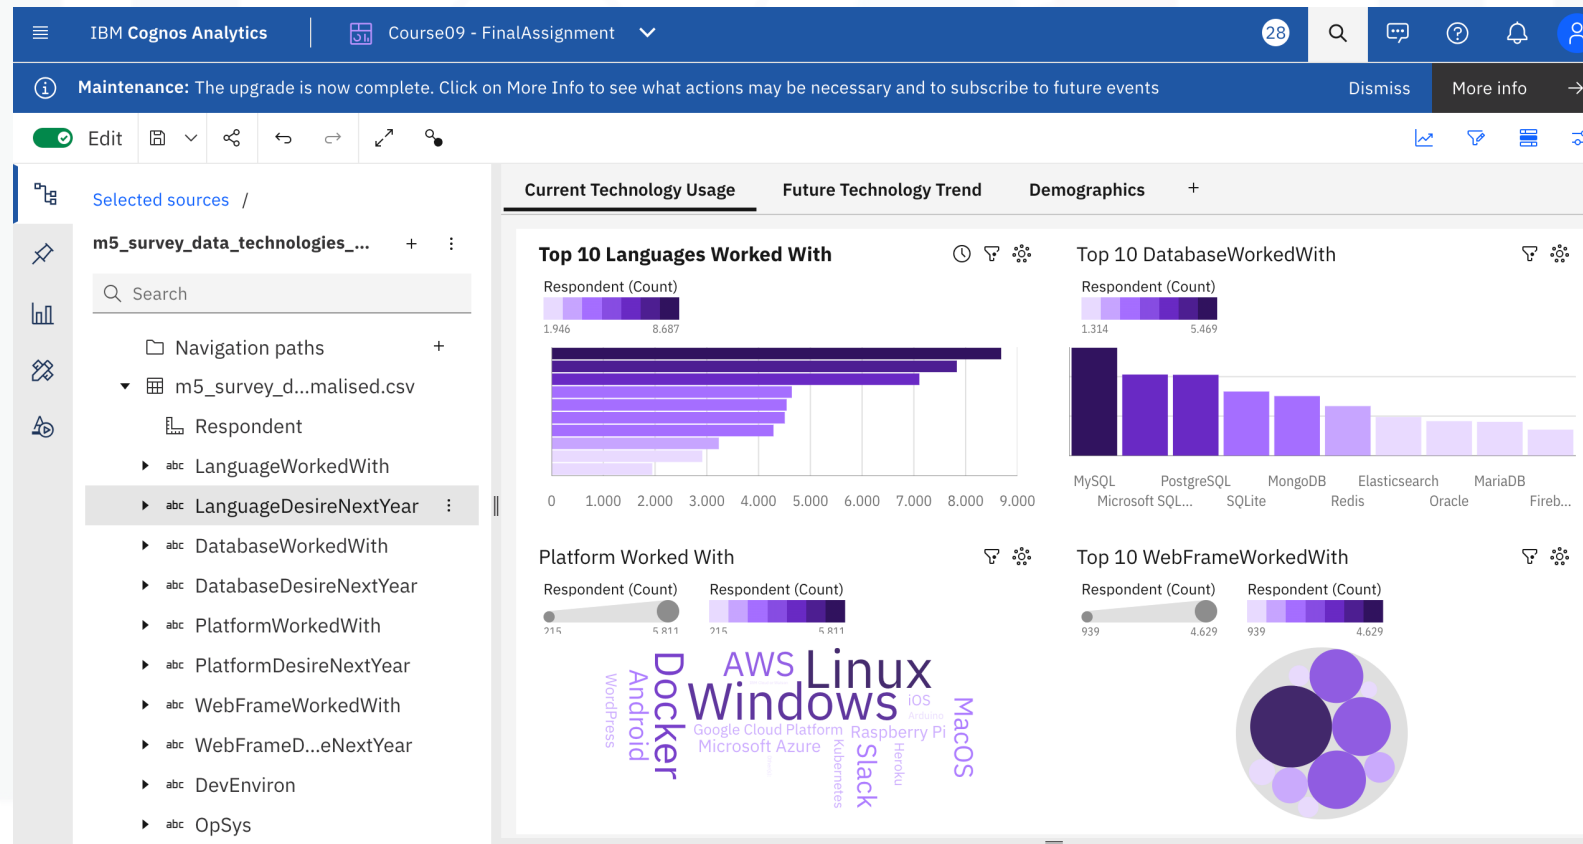 IBM Cognos Analytics
Course09 - FinalAssignment
28
Maintenance: The upgrade is now complete. Click on More Info to see what actions may be necessary and to subscribe to future events
Dismiss
More info
Edit
Selected sources /
m5_survey_data_technologies_...
Search
Navigation paths
m5_survey_d...malised.csv
Respondent
abc LanguageWorkedWith
abc LanguageDesireNextYear
abc DatabaseWorkedWith
abc DatabaseDesireNextYear
abc PlatformWorkedWith
abc PlatformDesireNextYear
abc WebFrameWorkedWith
abc WebFrameD...eNextYear
abc DevEnviron
abc OpSys
Current Technology Usage
Future Technology Trend
Demographics
Top 10 Languages Worked With
Respondent (Count)
1.946 8.687
0 1.000 2.000 3.000 4.000 5.000 6.000 7.000 8.000 9.000
Top 10 DatabaseWorkedWith
Respondent (Count)
1.314 5.469
MySQL PostgreSQL MongoDB Elasticsearch MariaDB
Microsoft SQL... SQLite Redis Oracle Fireb...
Platform Worked With
Respondent (Count) Respondent (Count)
215 5.811 215 5.811
WordPress
Android
Docker
AWS
Linux
Windows
iOS
Arduino
Google Cloud Platform
Raspberry Pi
Microsoft Azure
Kubernetes
Slack
Heroku
MacOS
Top 10 WebFrameWorkedWith
Respondent (Count) Respondent (Count)
939 4.629 939 4.629